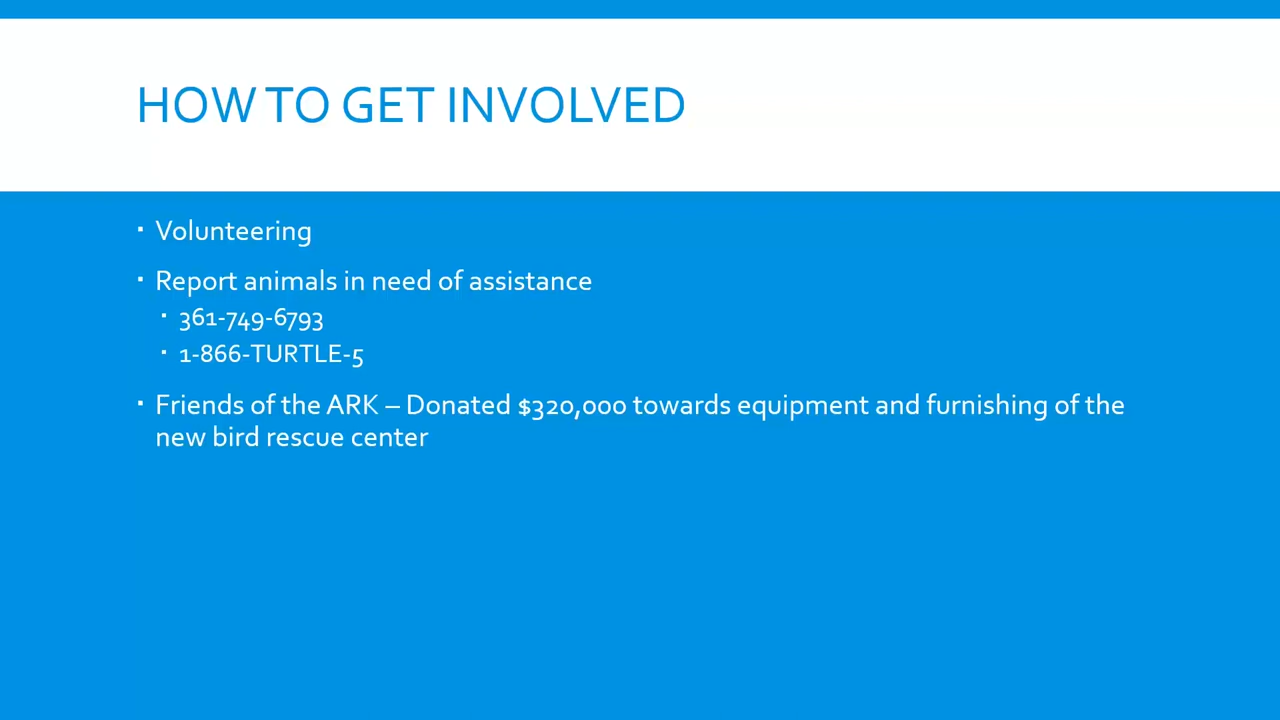 HOW TO GET INVOLVED
▪ Volunteering
▪ Report animals in need of assistance
▪ 361-749-6793
▪ 1-866-TURTLE-5
▪ Friends of the ARK – Donated $320,000 towards equipment and furnishing of the
new bird rescue center